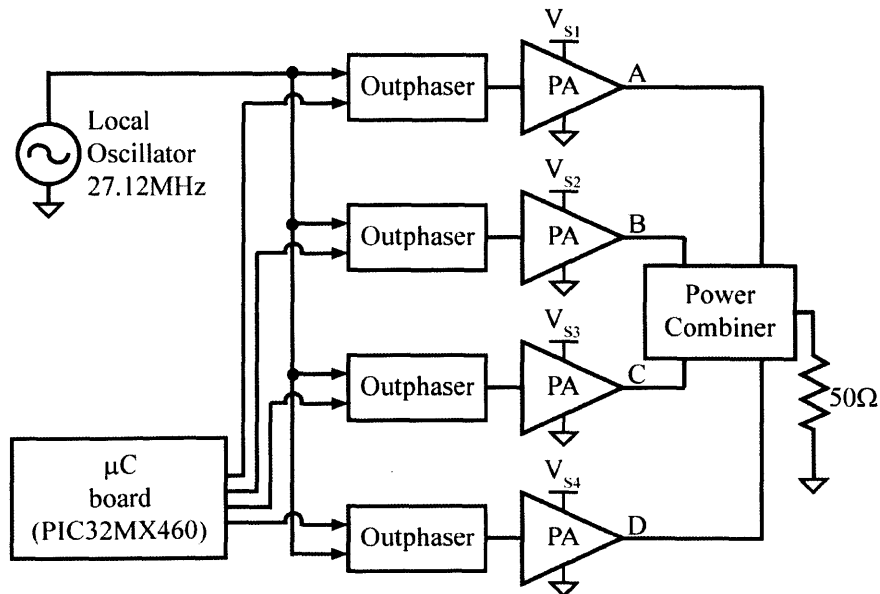 V_S1
Outphaser
PA
A
Local
Oscillator
27.12MHz
V_S2
Outphaser
PA
B
Power
Combiner
V_S3
Outphaser
PA
C
50Ω
μC
board
(PIC32MX460)
V_S4
Outphaser
PA
D